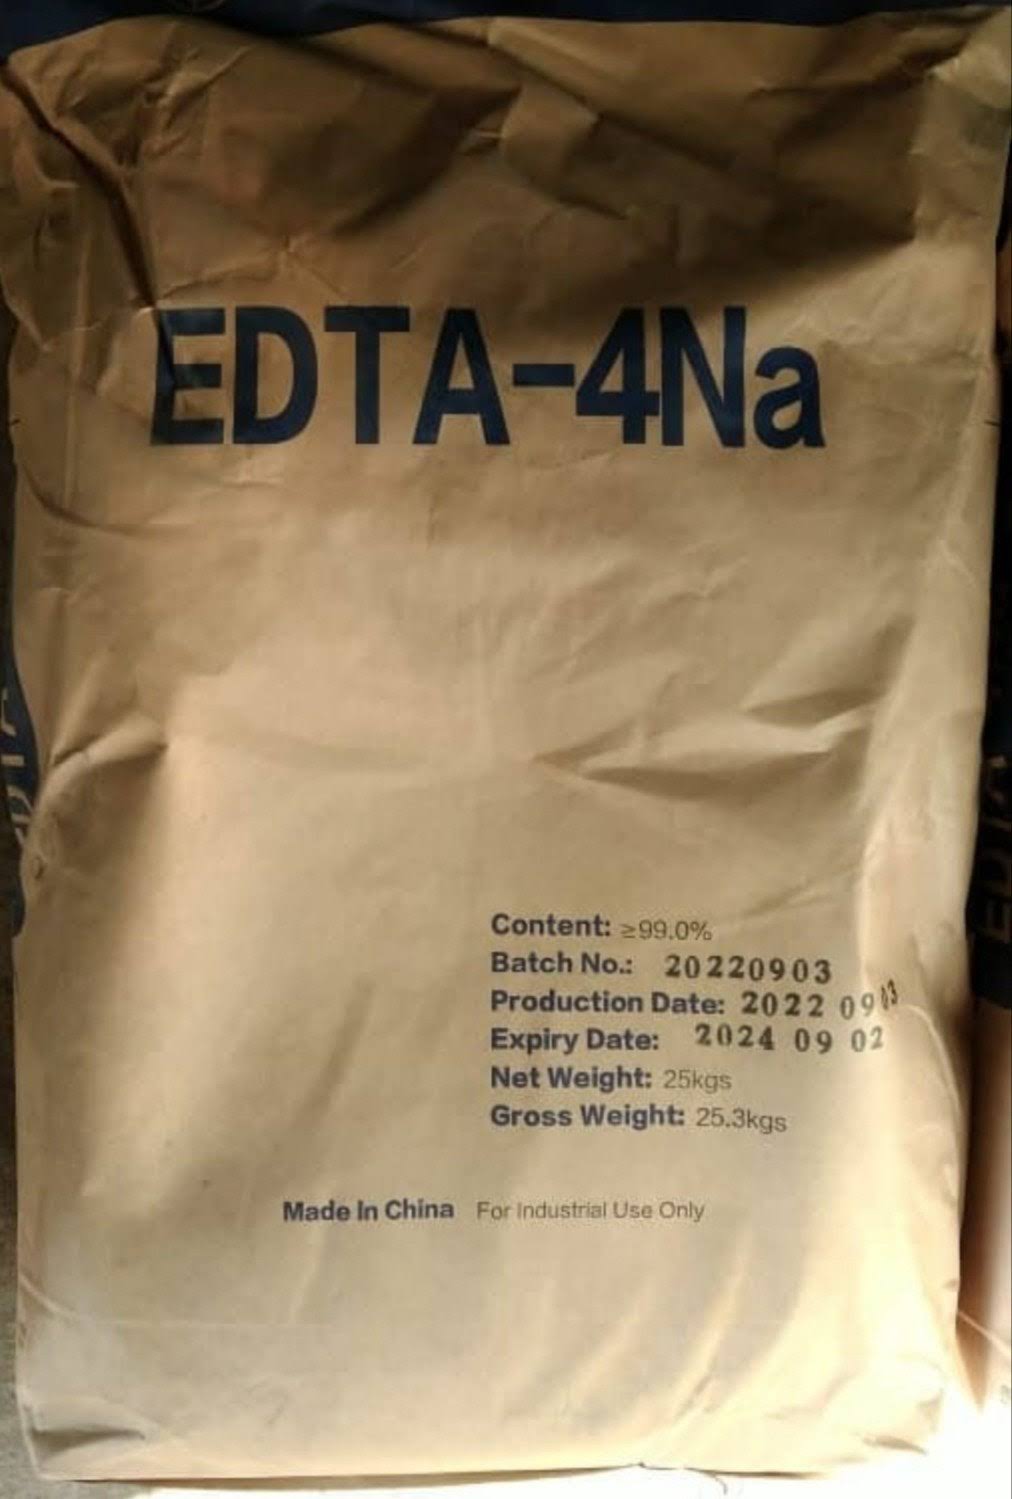 EDTA-4Na
Content: ≥99.0%
Batch No.: 20220903
Production Date: 2022 09 03
Expiry Date: 2024 09 02
Net Weight: 25kgs
Gross Weight: 25.3kgs
Made In China For Industrial Use Only